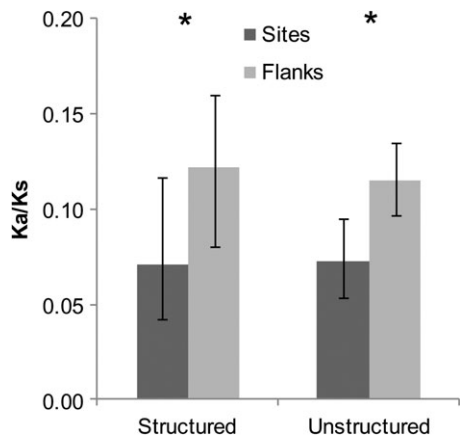 0.20
*
*
Sites
Flanks
0.15
Ka/Ks
0.10
0.05
0.00
Structured
Unstructured